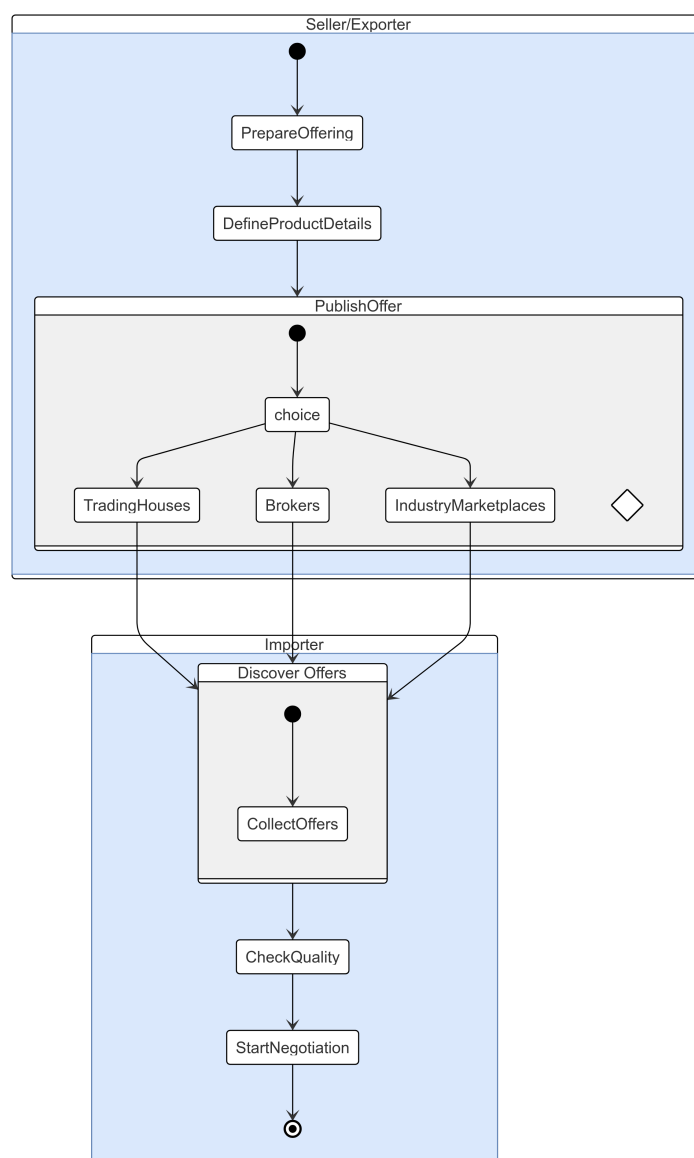 Seller/Exporter
PrepareOffering
DefineProductDetails
PublishOffer
choice
TradingHouses
Brokers
IndustryMarketplaces
Importer
Discover Offers
CollectOffers
CheckQuality
StartNegotiation